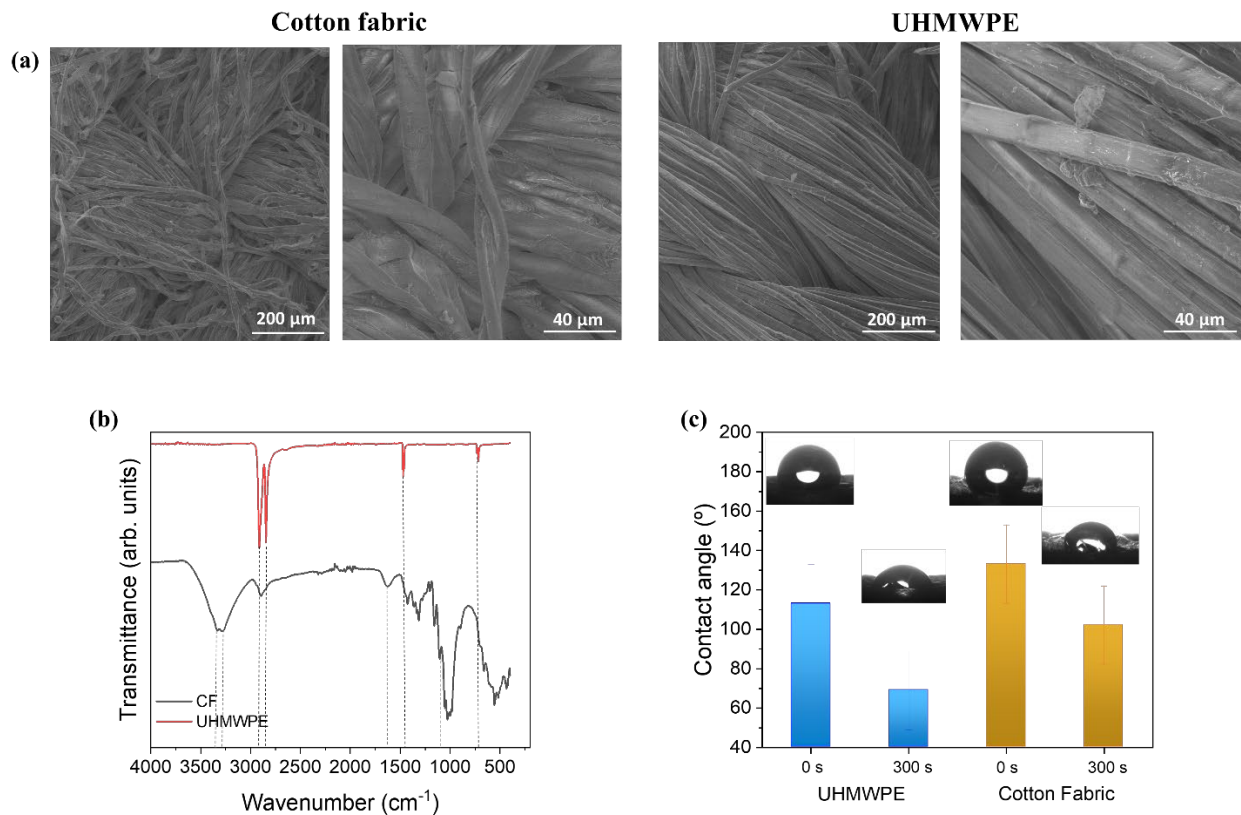 Cotton fabric
UHMWPE
(a)
200 µm
40 µm
200 µm
40 µm
(b)
Transmittance (arb. units)
CF
UHMWPE
4000 3500 3000 2500 2000 1500 1000 500
Wavenumber (cm⁻¹)
(c)
Contact angle (º)
200
180
160
140
120
100
80
60
40
0 s 300 s 0 s 300 s
UHMWPE Cotton Fabric